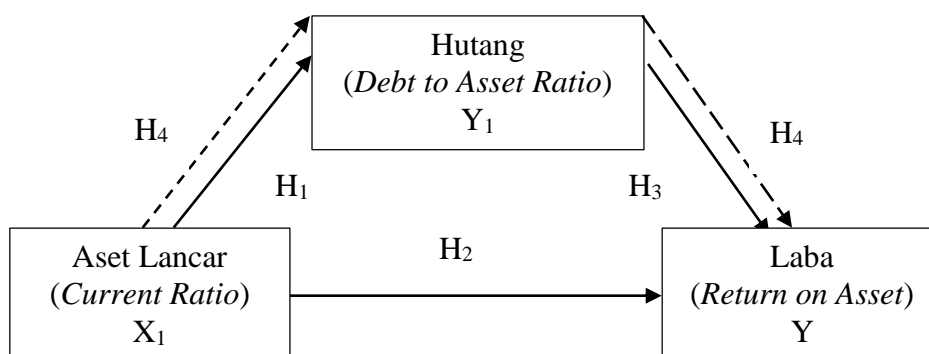 Hutang
(Debt to Asset Ratio)
Y₁
H₄
H₄
H₁
H₃
Aset Lancar
(Current Ratio)
X₁
H₂
Laba
(Return on Asset)
Y